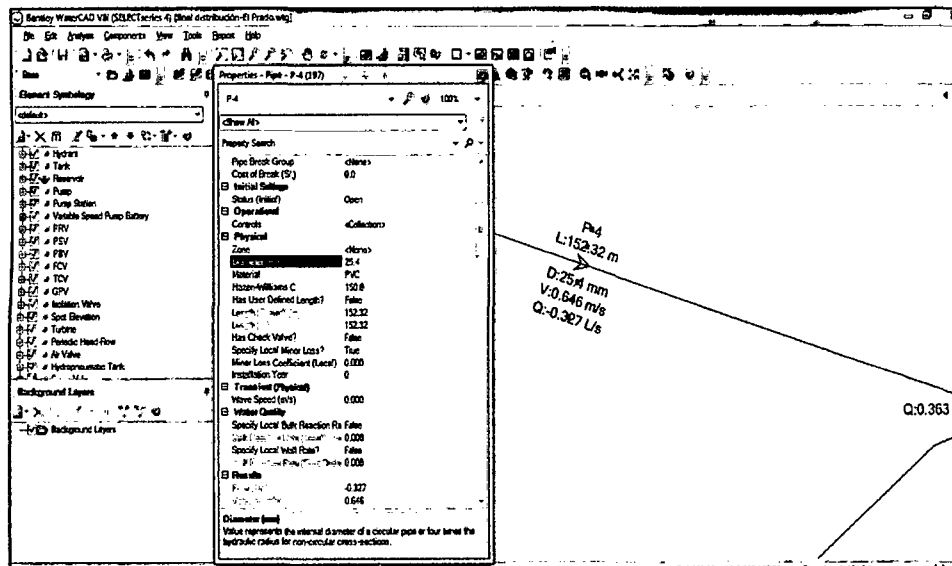 Bentley WaterCAD V8i (SELECTseries 4) [final distribución-El Prado.wtg]
File Edit Analysis Components View Tools Report Help
Base
Element Symbology
<default>
Hydrant
Tank
Reservoir
Pump
Pump Station
Variable Speed Pump Battery
PRV
PSV
PBV
FCV
TCV
GPV
Isolation Valve
Spot Elevation
Turbine
Periodic Head-Flow
Air Valve
Hydropneumatic Tank
Background Layers
Background Layers
Properties - Pipe - P-4 (197)
P-4 100%
<Show All>
Property Search
Pipe Break Group <None>
Cost of Break (S/.) 0.0
Initial Settings
Status (Initial) Open
Operational
Controls <Collection>
Physical
Zone <None>
25.4
Material PVC
Hazen-Williams C 150.0
Has User Defined Length? False
152.32
152.32
Has Check Valve? False
Specify Local Minor Loss? True
Minor Loss Coefficient (Local) 0.000
Installation Year 0
Transient (Physical)
Wave Speed (m/s) 0.000
Water Quality
Specify Local Bulk Reaction Ra False
0.008
Specify Local Wall Rate? False
0.008
Results
-0.327
0.646
Diameter (mm)
Value represents the internal diameter of a circular pipe or four times the
hydraulic radius for non-circular cross-sections.
P-4
L:152.32 m
D:25.4 mm
V:0.646 m/s
Q:-0.327 L/s
Q:0.363